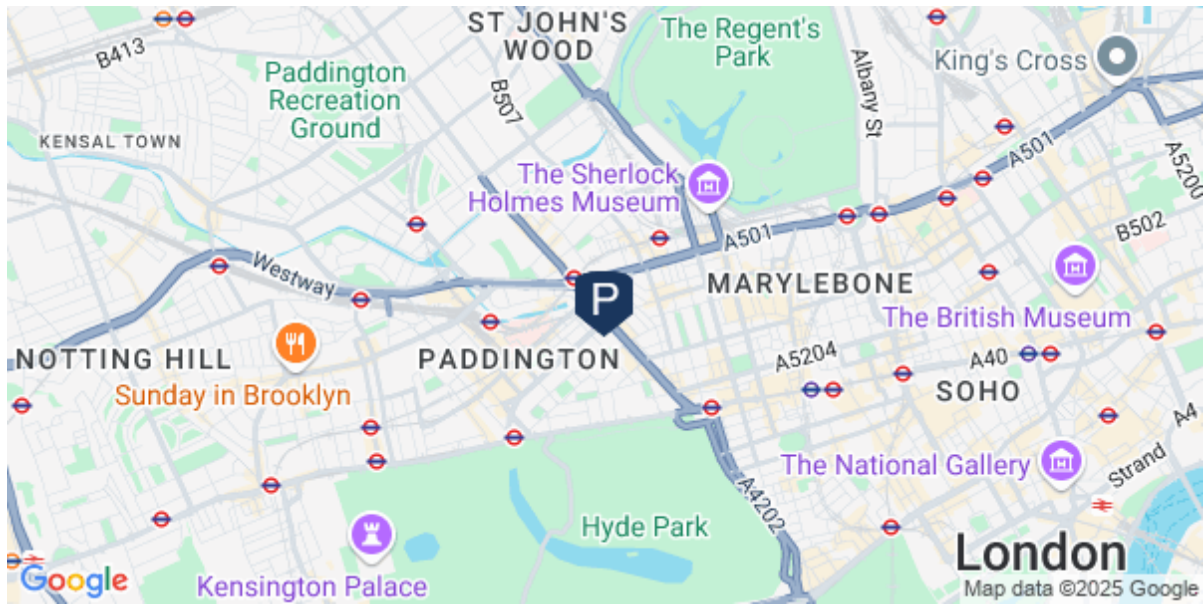 ST JOHN'S
WOOD
The Regent's
Park
B413
King's Cross
Paddington
Recreation
Ground
B507
Albany St
KENSAL TOWN
A501
A5200
The Sherlock
Holmes Museum
B502
A501
Westway
MARYLEBONE
P
The British Museum
NOTTING HILL
PADDINGTON
A5204
A40
Sunday in Brooklyn
SOHO
A4
The National Gallery
Strand
A4202
Hyde Park
London
Google
Kensington Palace
Map data ©2025 Google